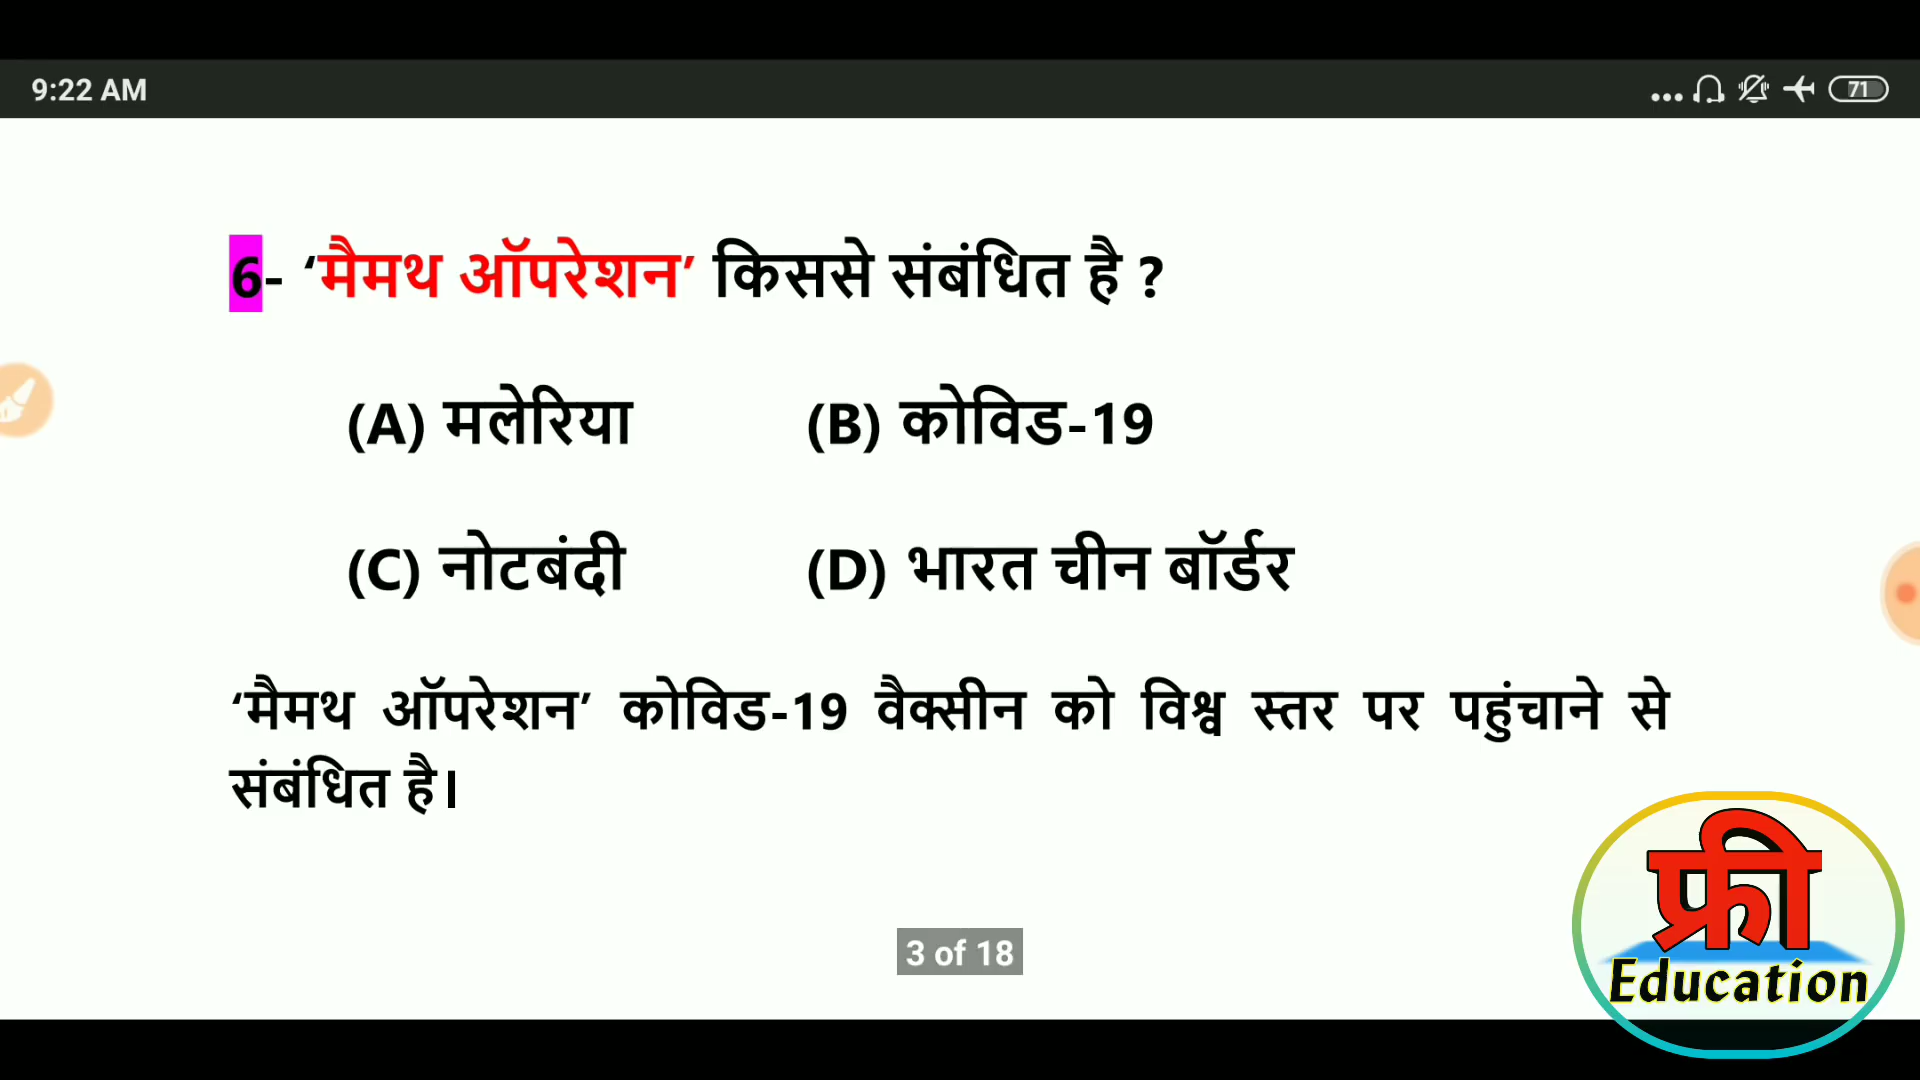 9:22 AM
71
6- ‘मैमथ ऑपरेशन’ किससे संबंधित है ?
(A) मलेरिया (B) कोविड-19
(C) नोटबंदी (D) भारत चीन बॉर्डर
‘मैमथ ऑपरेशन’ कोविड-19 वैक्सीन को विश्व स्तर पर पहुंचाने से
संबंधित है।
3 of 18
फ्री
Education